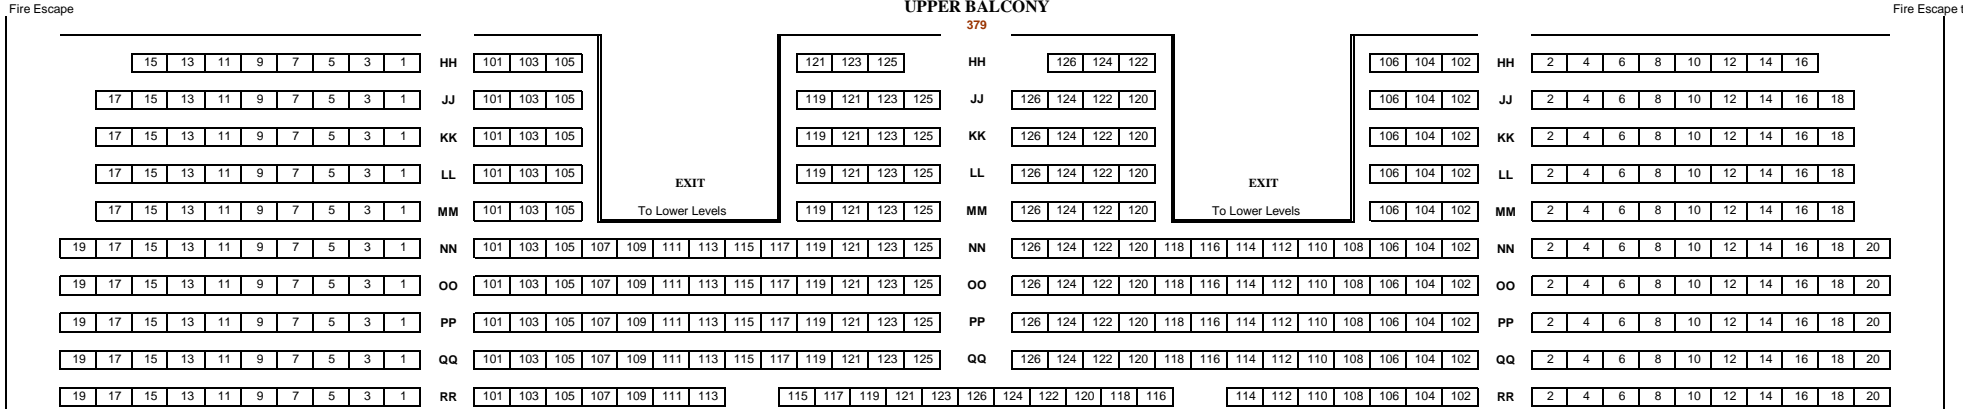 Fire Escape UPPER BALCONY Fire Escape t
379
15 13 11 9 7 5 3 1 HH 101 103 105 121 123 125 HH 126 124 122 106 104 102 HH 2 4 6 8 10 12 14 16
17 15 13 11 9 7 5 3 1 JJ 101 103 105 119 121 123 125 JJ 126 124 122 120 106 104 102 JJ 2 4 6 8 10 12 14 16 18
17 15 13 11 9 7 5 3 1 KK 101 103 105 119 121 123 125 KK 126 124 122 120 106 104 102 KK 2 4 6 8 10 12 14 16 18
17 15 13 11 9 7 5 3 1 LL 101 103 105 119 121 123 125 LL 126 124 122 120 106 104 102 LL 2 4 6 8 10 12 14 16 18
EXIT EXIT
17 15 13 11 9 7 5 3 1 MM 101 103 105 To Lower Levels 119 121 123 125 MM 126 124 122 120 To Lower Levels 106 104 102 MM 2 4 6 8 10 12 14 16 18
19 17 15 13 11 9 7 5 3 1 NN 101 103 105 107 109 111 113 115 117 119 121 123 125 NN 126 124 122 120 118 116 114 112 110 108 106 104 102 NN 2 4 6 8 10 12 14 16 18 20
19 17 15 13 11 9 7 5 3 1 OO 101 103 105 107 109 111 113 115 117 119 121 123 125 OO 126 124 122 120 118 116 114 112 110 108 106 104 102 OO 2 4 6 8 10 12 14 16 18 20
19 17 15 13 11 9 7 5 3 1 PP 101 103 105 107 109 111 113 115 117 119 121 123 125 PP 126 124 122 120 118 116 114 112 110 108 106 104 102 PP 2 4 6 8 10 12 14 16 18 20
19 17 15 13 11 9 7 5 3 1 QQ 101 103 105 107 109 111 113 115 117 119 121 123 125 QQ 126 124 122 120 118 116 114 112 110 108 106 104 102 QQ 2 4 6 8 10 12 14 16 18 20
19 17 15 13 11 9 7 5 3 1 RR 101 103 105 107 109 111 113 115 117 119 121 123 126 124 122 120 118 116 114 112 110 108 106 104 102 RR 2 4 6 8 10 12 14 16 18 20